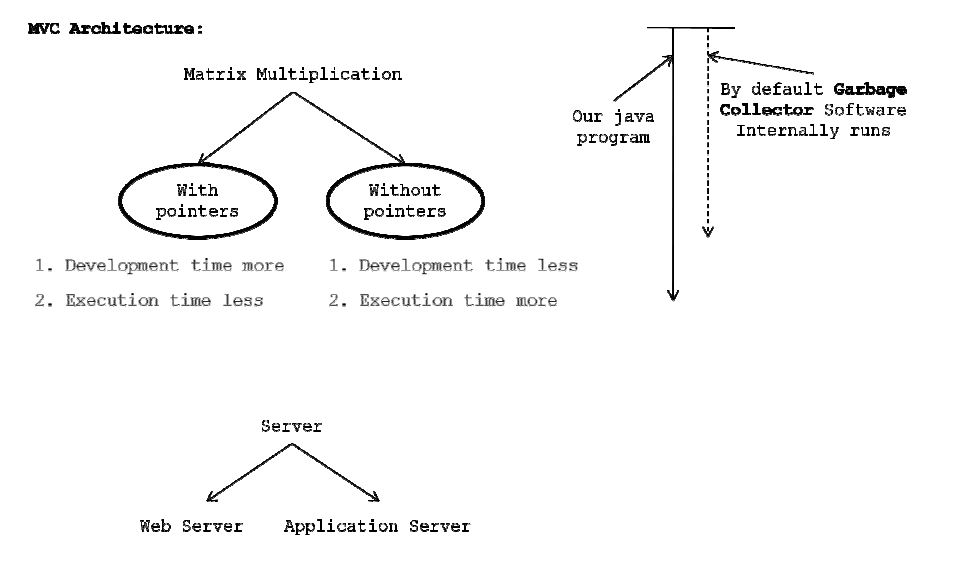 MVC Architecture:
Matrix Multiplication
With
pointers
Without
pointers
1. Development time more
2. Execution time less
1. Development time less
2. Execution time more
Our java
program
By default Garbage
Collector Software
Internally runs
Server
Web Server
Application Server